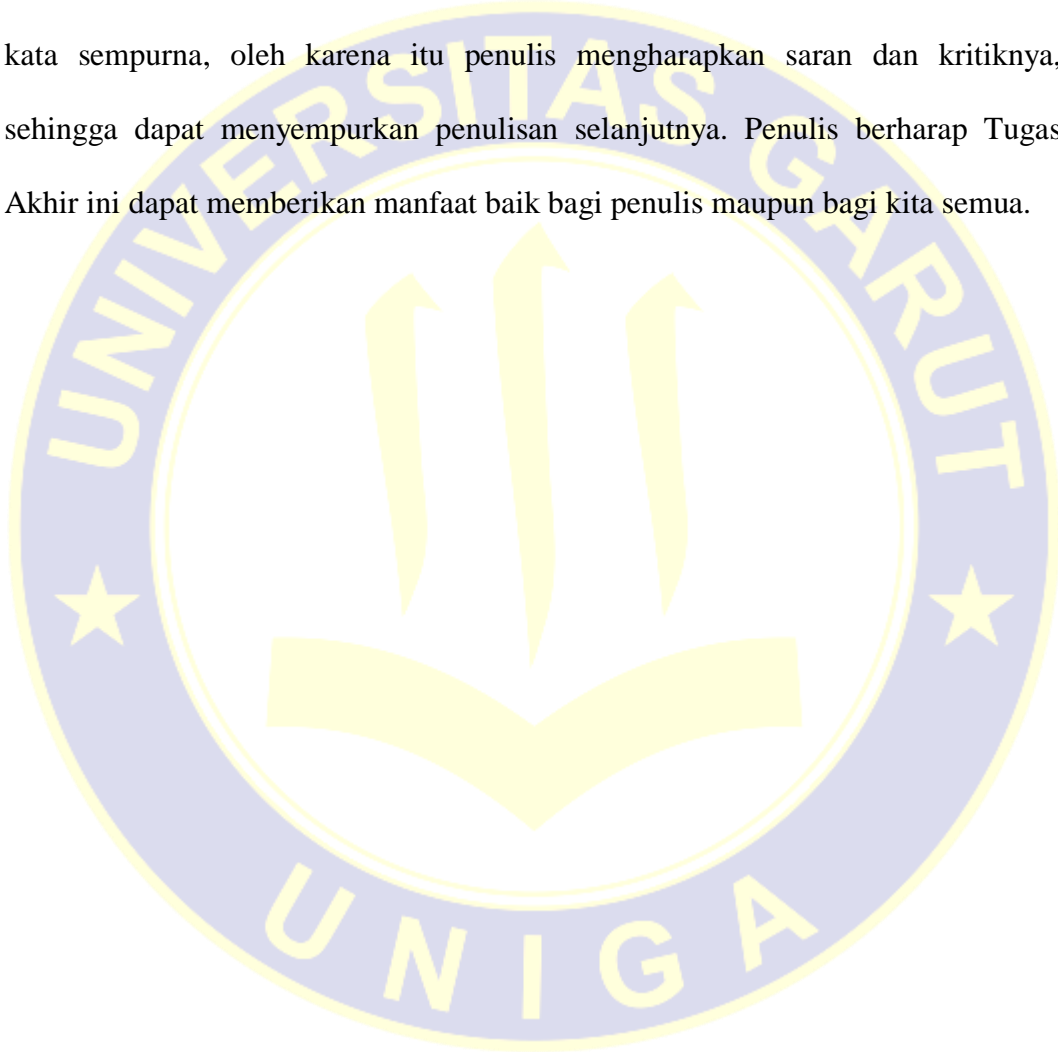 kata sempurna, oleh karena itu penulis mengharapkan saran dan kritiknya,
sehingga dapat menyempurkan penulisan selanjutnya. Penulis berharap Tugas
Akhir ini dapat memberikan manfaat baik bagi penulis maupun bagi kita semua.
UNIVERSITAS GARUT
UNIGA